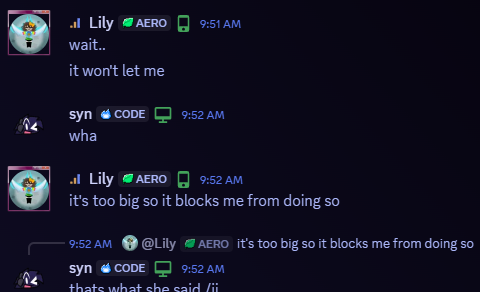 Lily AERO 9:51 AM
wait..
it won't let me
syn CODE 9:52 AM
wha
Lily AERO 9:52 AM
it's too big so it blocks me from doing so
9:52 AM @Lily AERO it's too big so it blocks me from doing so
syn CODE 9:52 AM
thats what she said /ij